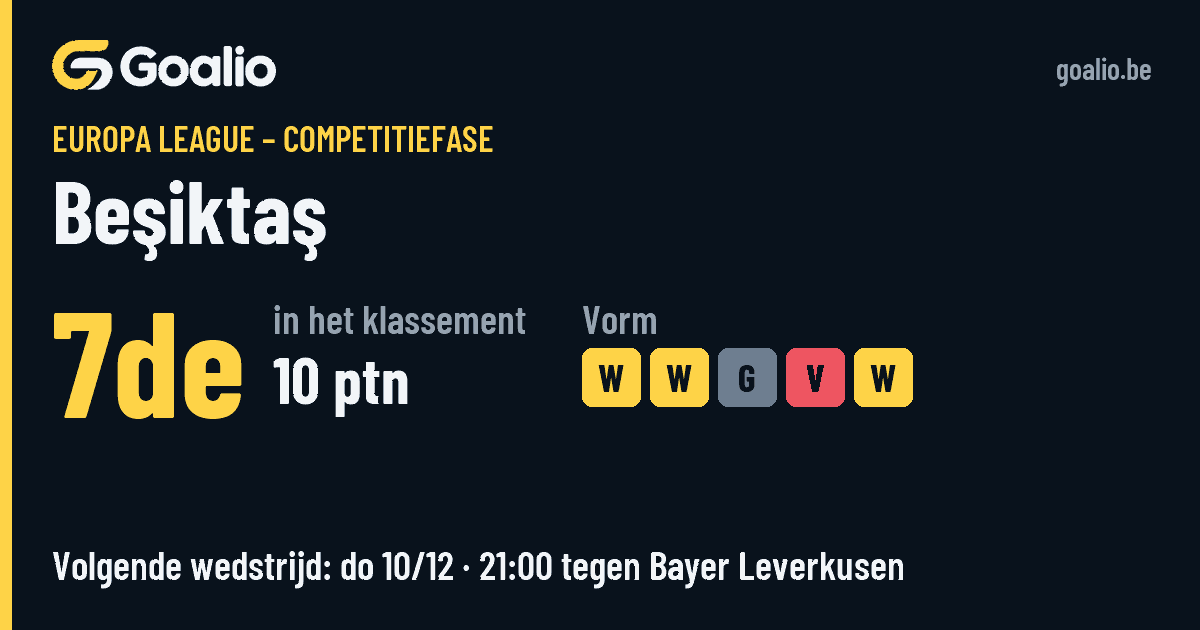 Goalio
goalio.be
EUROPA LEAGUE – COMPETITIEFASE
Beşiktaş
7de
in het klassement
10 ptn
Vorm
W W G V W
Volgende wedstrijd: do 10/12 · 21:00 tegen Bayer Leverkusen